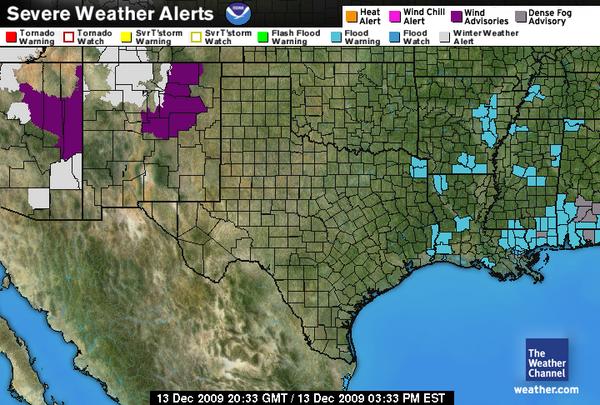 Severe Weather Alerts
NOAA
Heat Alert
Wind Chill Alert
Wind Advisories
Dense Fog Advisory
Tornado Warning
Tornado Watch
SvrT'storm Warning
SvrT'storm Watch
Flash Flood Warning
Flood Warning
Flood Watch
Winter Weather Alert
The Weather Channel
weather.com
13 Dec 2009 20:33 GMT / 13 Dec 2009 03:33 PM EST